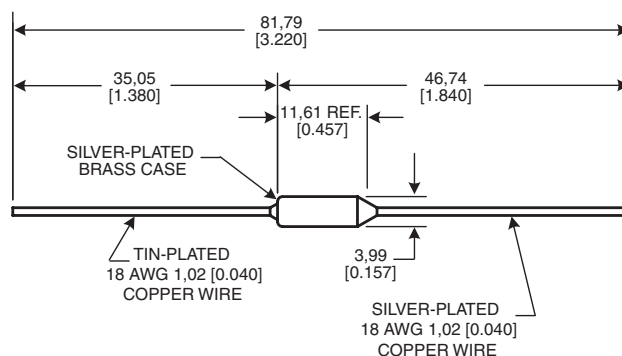 81,79
[3.220]
35,05
[1.380]
46,74
[1.840]
11,61 REF.
[0.457]
SILVER-PLATED
BRASS CASE
3,99
[0.157]
TIN-PLATED
18 AWG 1,02 [0.040]
COPPER WIRE
SILVER-PLATED
18 AWG 1,02 [0.040]
COPPER WIRE